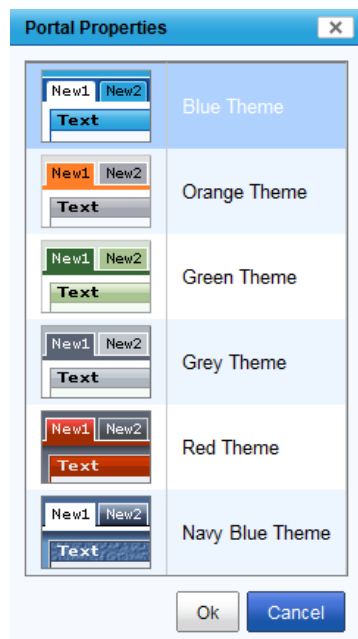 Portal Properties
New1 New2
Text
Blue Theme
New1 New2
Text
Orange Theme
New1 New2
Text
Green Theme
New1 New2
Text
Grey Theme
New1 New2
Text
Red Theme
New1 New2
Text
Navy Blue Theme
Ok Cancel